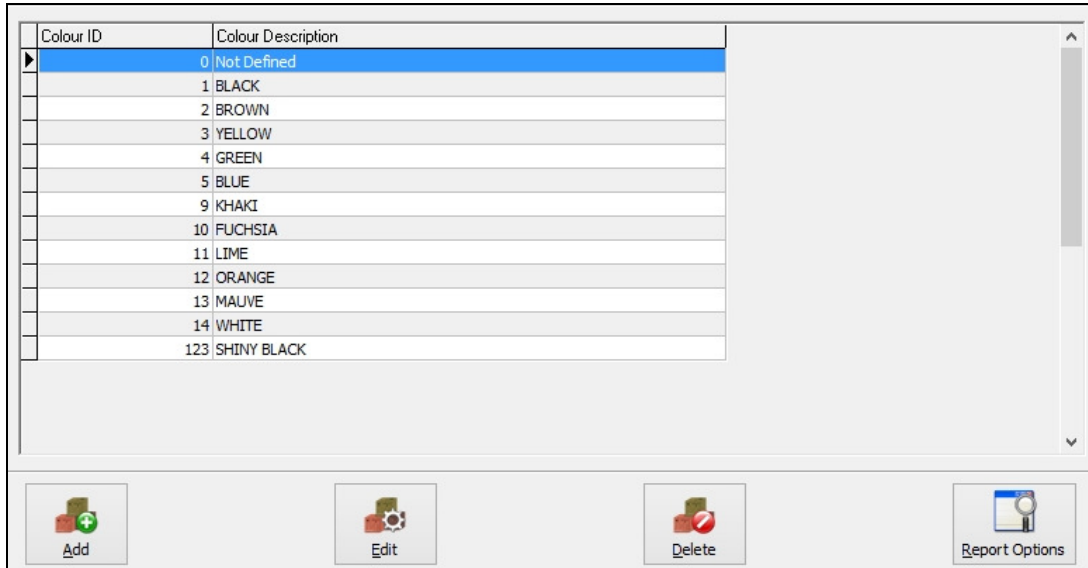 Colour ID Colour Description
0 Not Defined
1 BLACK
2 BROWN
3 YELLOW
4 GREEN
5 BLUE
9 KHAKI
10 FUCHSIA
11 LIME
12 ORANGE
13 MAUVE
14 WHITE
123 SHINY BLACK
Add Edit Delete Report Options